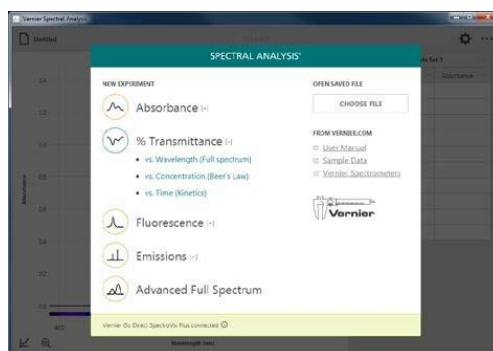 Vernier Spectral Analysis
Untitled
SPECTRAL ANALYSIS®
NEW EXPERIMENT
Absorbance [+]
% Transmittance [-]
• vs. Wavelength (Full spectrum)
• vs. Concentration (Beer's Law)
• vs. Time (Kinetics)
Fluorescence [+]
Emissions [+]
Advanced Full Spectrum
OPEN SAVED FILE
CHOOSE FILE
FROM VERNIER.COM
User Manual
Sample Data
Vernier Spectrometers
Vernier
Vernier Go Direct SpectroVis Plus connected
Absorbance
Absorbance
Wavelength (nm)